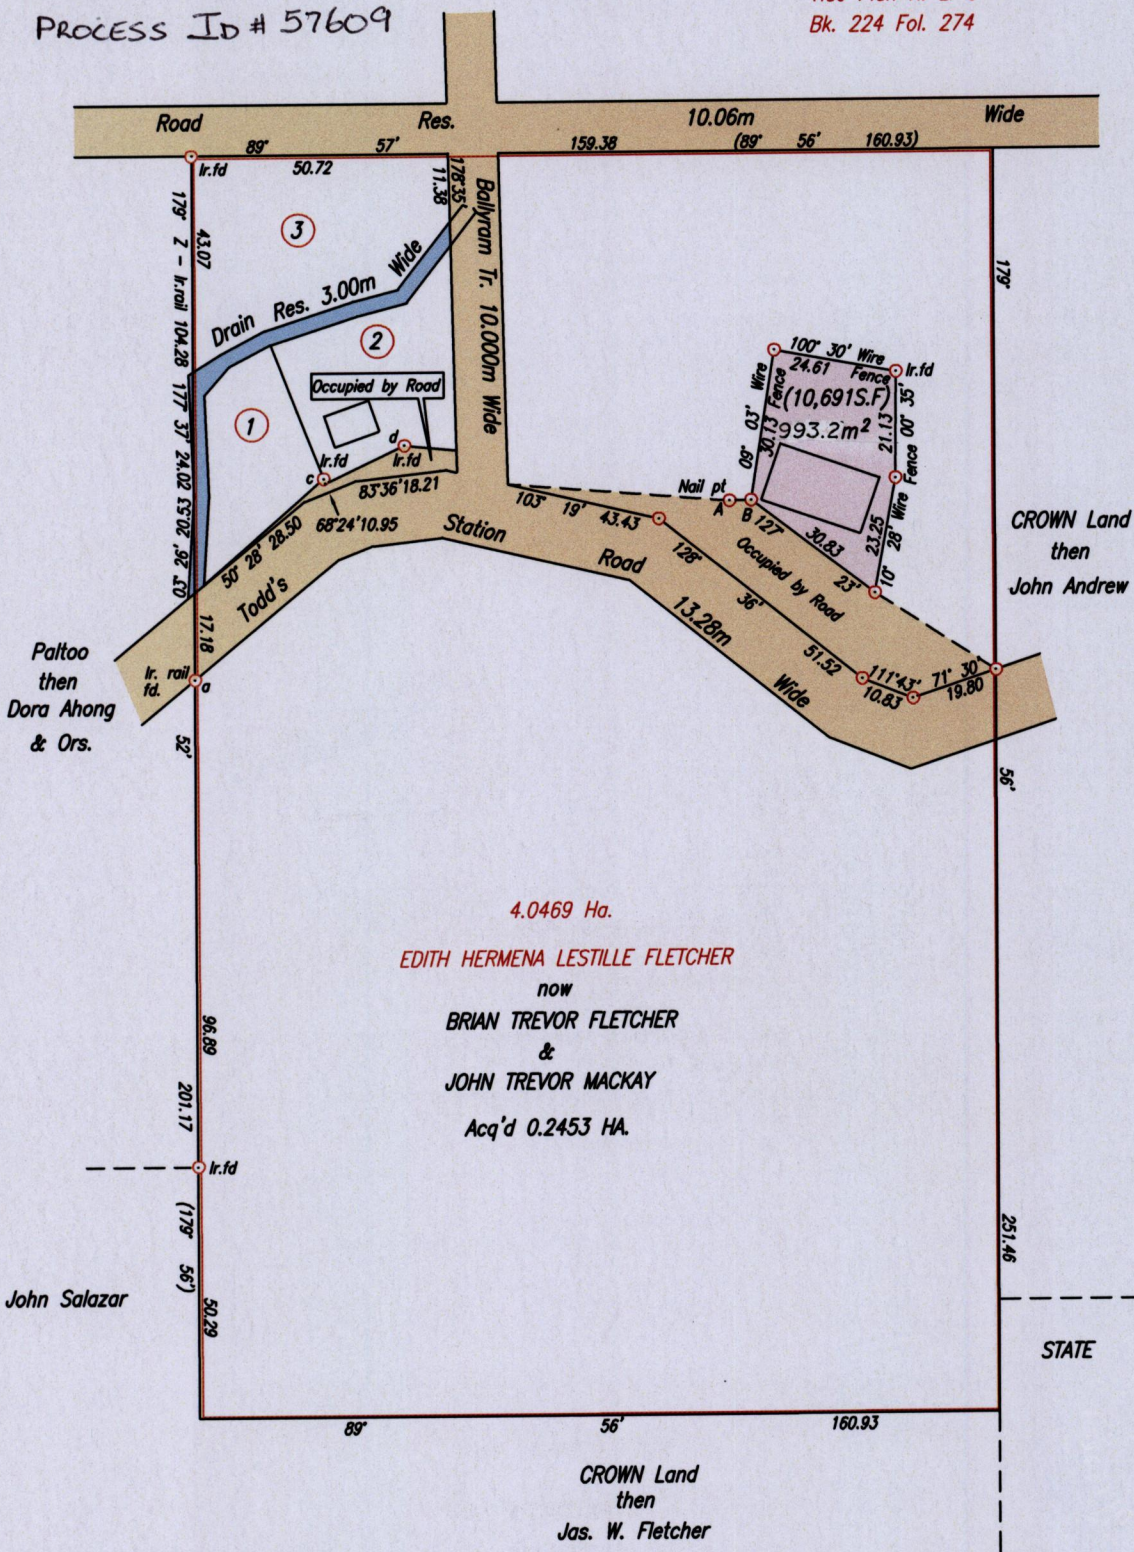 PROCESS ID # 57609
Bk. 224 Fol. 274
Road Res. 10.06m Wide
89° 57' 159.38 (89° 56' 160.93)
Ir.fd 50.72
178°35'
11.38
Ballyram Tr. 10.000m Wide
179° 2 - Ir.rail 104.28
43.07
3
Drain Res. 3.00m Wide
2
Occupied by Road
1
177° 37' 24.02
d
Ir.fd
c
Ir.fd
83°36'18.21
68°24'10.95
50° 28' 28.50
03° 26' 20.53
17.18
Todd's Station Road 13.28m Wide
179°
100° 30' Wire Fence
24.61
Ir.fd
09° 03' Wire Fence
30.13
(10,691S.F)
993.2m²
21.13
Fence 00° 35'
Nail pt
A
B
127° 23'
30.83
23.25
10° 28' Wire
103° 19' 43.43
Occupied by Road
128° 36' 51.52
111°43'
10.83
71° 30'
19.80
CROWN Land
then
John Andrew
Paltoo
then
Dora Ahong
& Ors.
Ir. rail
fd.
a
52'
56'
4.0469 Ha.
EDITH HERMENA LESTILLE FLETCHER
now
BRIAN TREVOR FLETCHER
&
JOHN TREVOR MACKAY
Acq'd 0.2453 HA.
96.89
201.17
Ir.fd
(179° 56')
50.29
John Salazar
251.46
STATE
89° 56' 160.93
CROWN Land
then
Jas. W. Fletcher